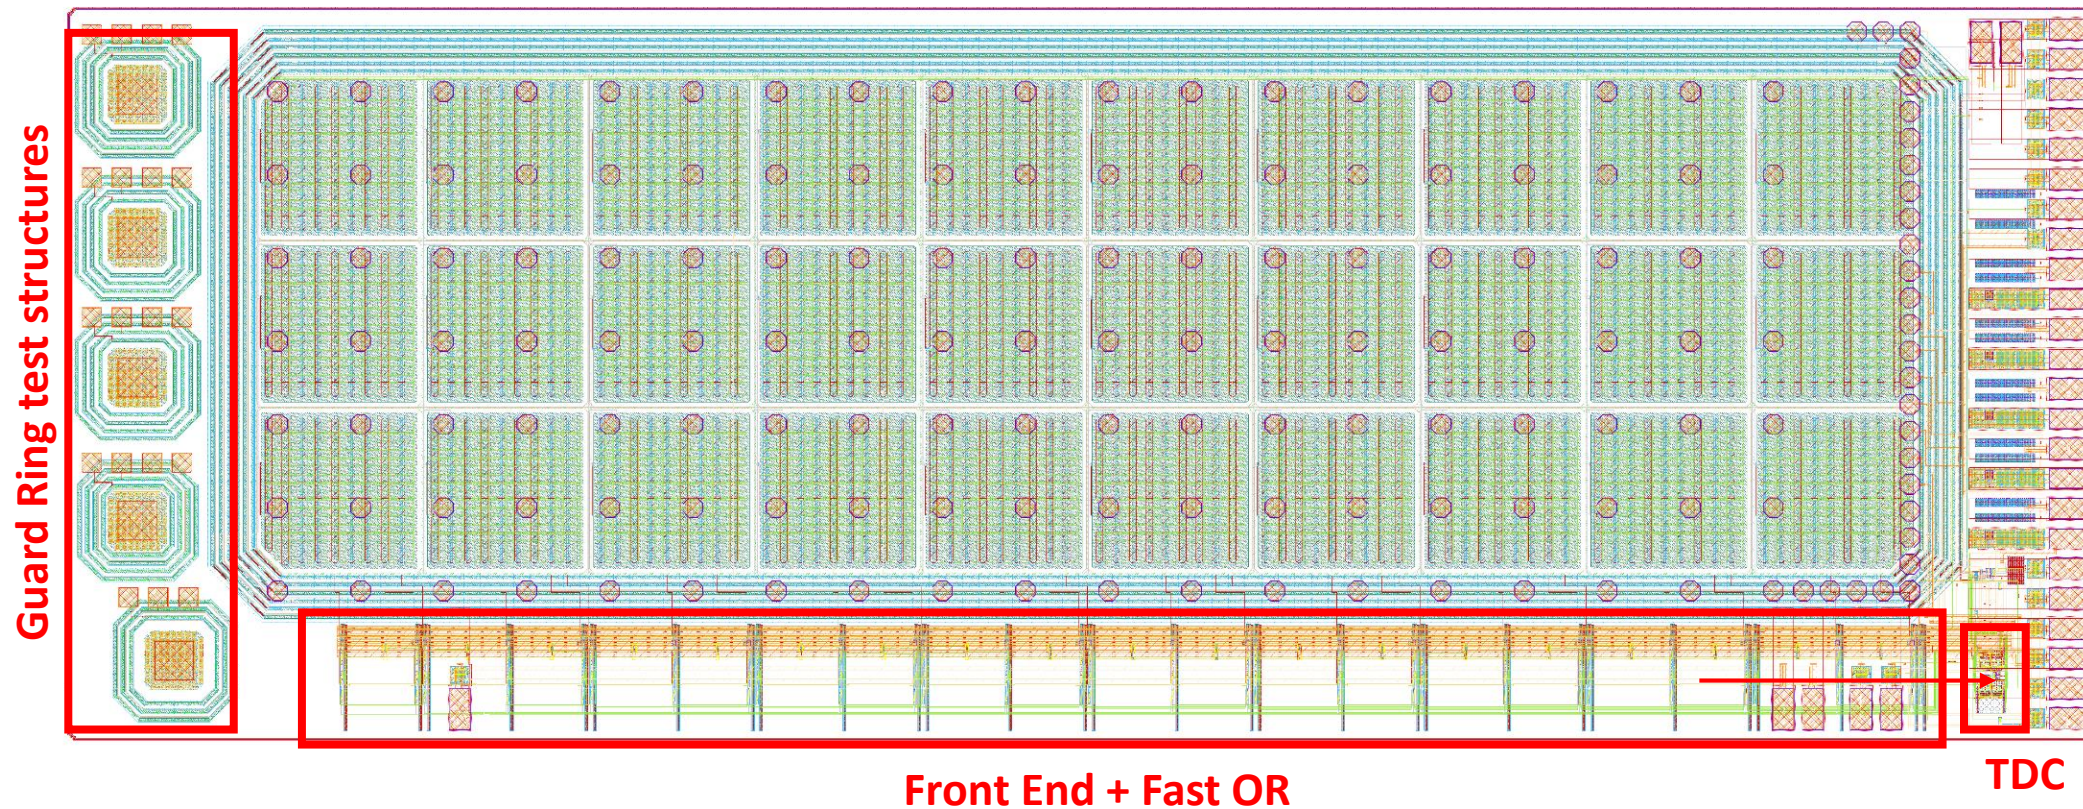 Guard Ring test structures
Front End + Fast OR
TDC